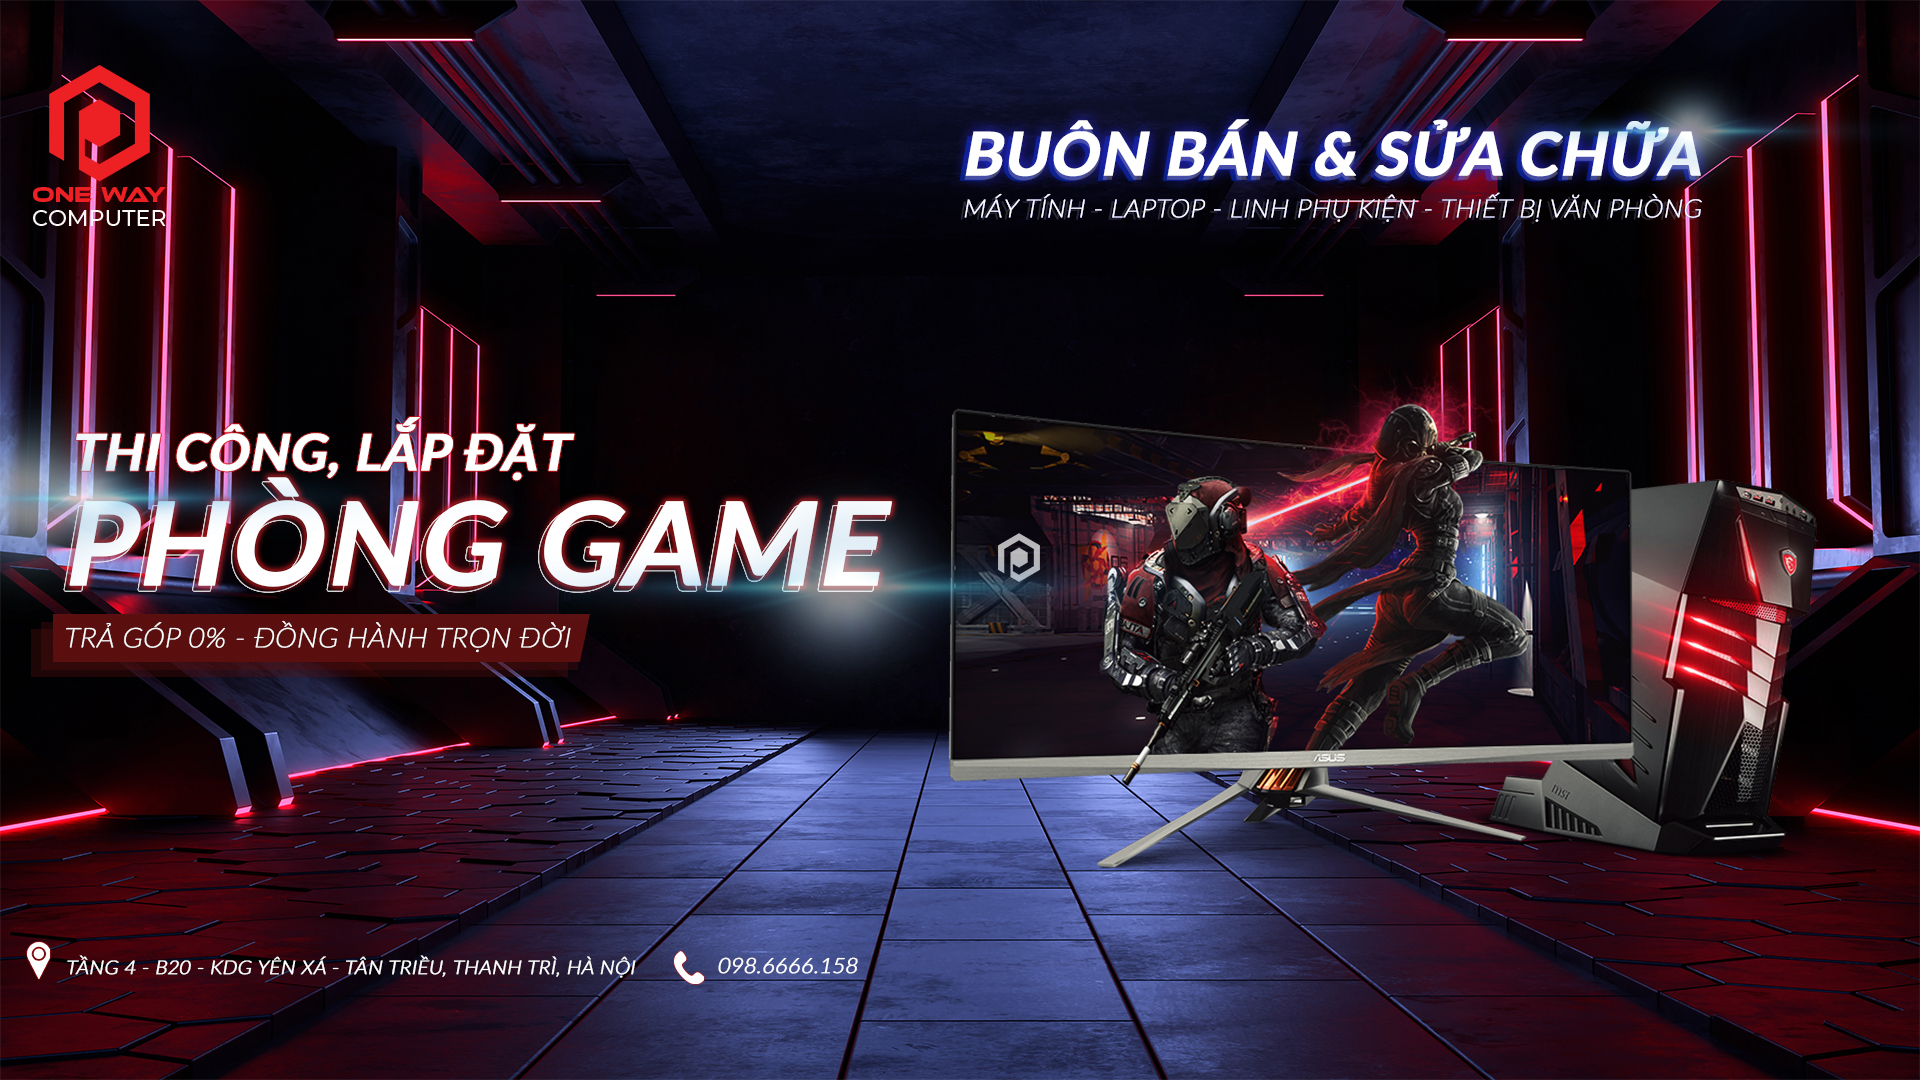 ONE WAY
COMPUTER
BUÔN BÁN & SỬA CHỮA
MÁY TÍNH - LAPTOP - LINH PHỤ KIỆN - THIẾT BỊ VĂN PHÒNG
THI CÔNG, LẮP ĐẶT
PHÒNG GAME
TRẢ GÓP 0% - ĐỒNG HÀNH TRỌN ĐỜI
ASUS
msi
TẦNG 4 - B20 - KDG YÊN XÁ - TÂN TRIỀU, THANH TRÌ, HÀ NỘI
098.6666.158